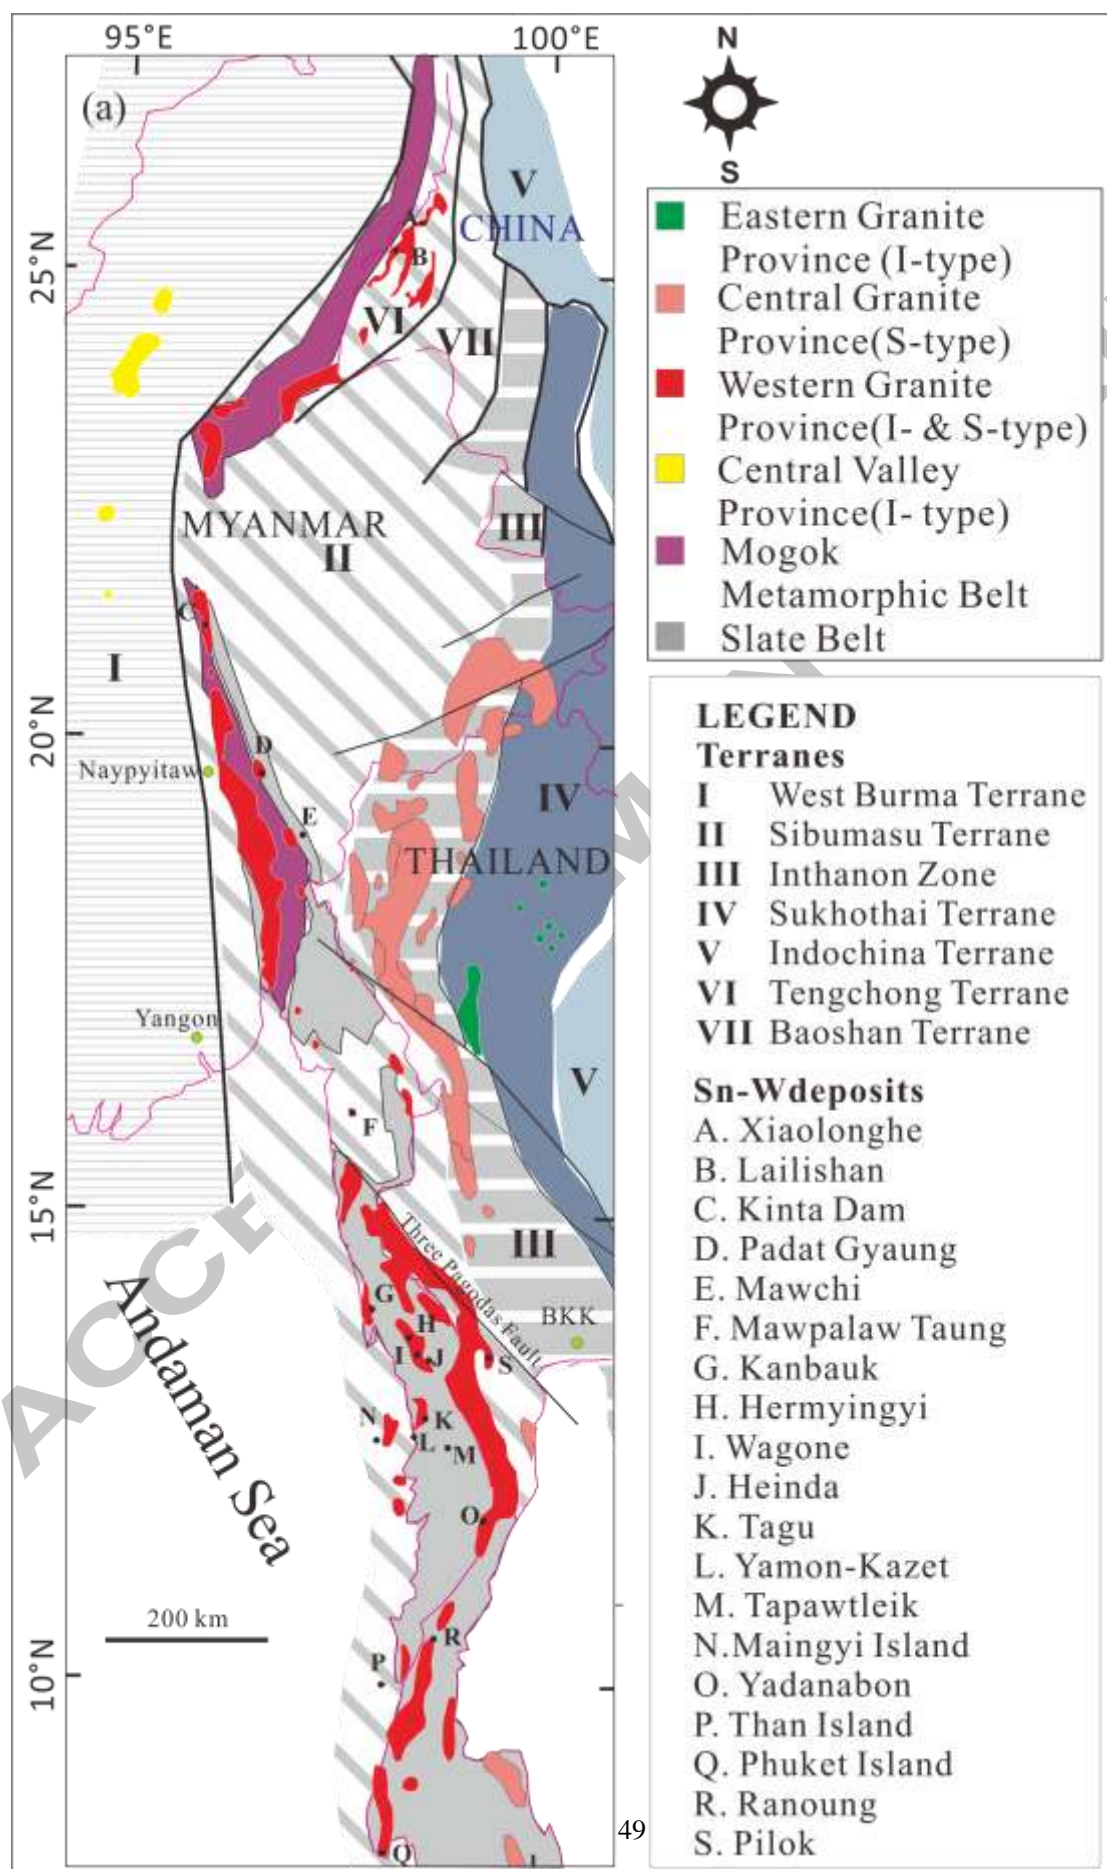 95°E
100°E
N
S
(a)
V
CHINA
A
B
25°N
VI
VII
MYANMAR
II
III
C
I
20°N
D
Naypyitaw
E
IV
THAILAND
Yangon
V
F
15°N
Three Pagodas Fault
III
G
BKK
H
I
J
S
Andaman Sea
K
N
L
M
O
200 km
R
10°N
P
Q
Eastern Granite
Province (I-type)
Central Granite
Province(S-type)
Western Granite
Province(I- & S-type)
Central Valley
Province(I- type)
Mogok
Metamorphic Belt
Slate Belt
LEGEND
Terranes
I West Burma Terrane
II Sibumasu Terrane
III Inthanon Zone
IV Sukhothai Terrane
V Indochina Terrane
VI Tengchong Terrane
VII Baoshan Terrane
Sn-Wdeposits
A. Xiaolonghe
B. Lailishan
C. Kinta Dam
D. Padat Gyaung
E. Mawchi
F. Mawpalaw Taung
G. Kanbauk
H. Hermyingyi
I. Wagone
J. Heinda
K. Tagu
L. Yamon-Kazet
M. Tapawtleik
N.Maingyi Island
O. Yadanabon
P. Than Island
Q. Phuket Island
R. Ranoung
S. Pilok
49